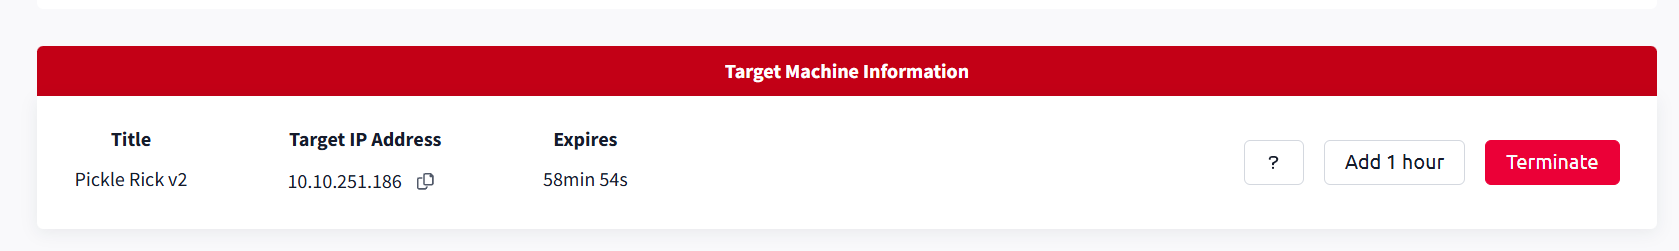 Target Machine Information
Title Target IP Address Expires
Pickle Rick v2 10.10.251.186 58min 54s
? Add 1 hour Terminate